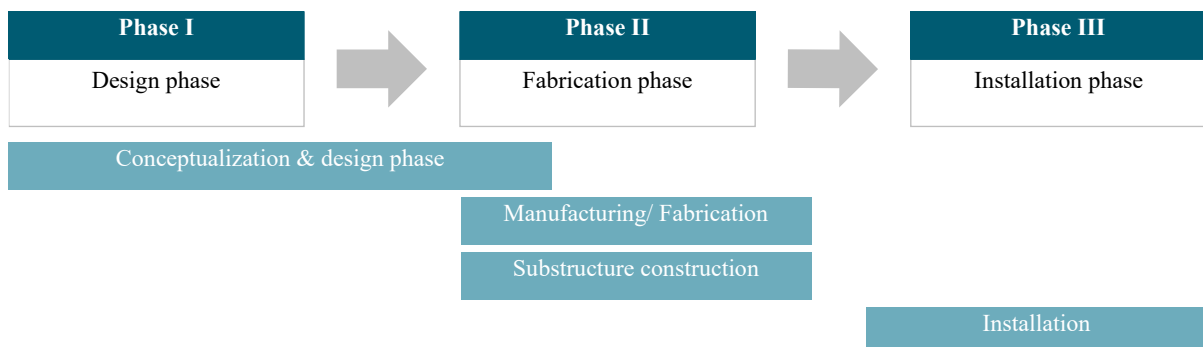 Phase I
Phase II
Phase III
Design phase
Fabrication phase
Installation phase
Conceptualization & design phase
Manufacturing/ Fabrication
Substructure construction
Installation